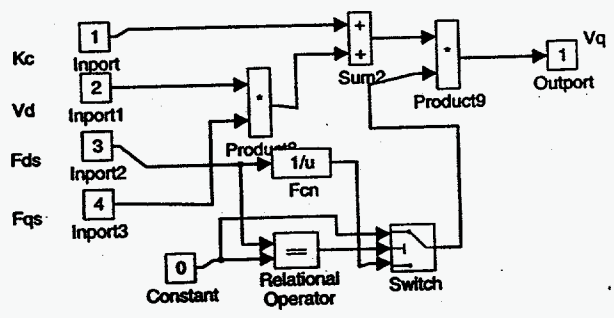 Kc
1
Inport
Vd
2
Inport1
Fds
3
Inport2
Fqs
4
Inport3
*
Product8
+
+
Sum2
*
Product9
1
Outport
Vq
1/u
Fcn
0
Constant
==
Relational
Operator
Switch